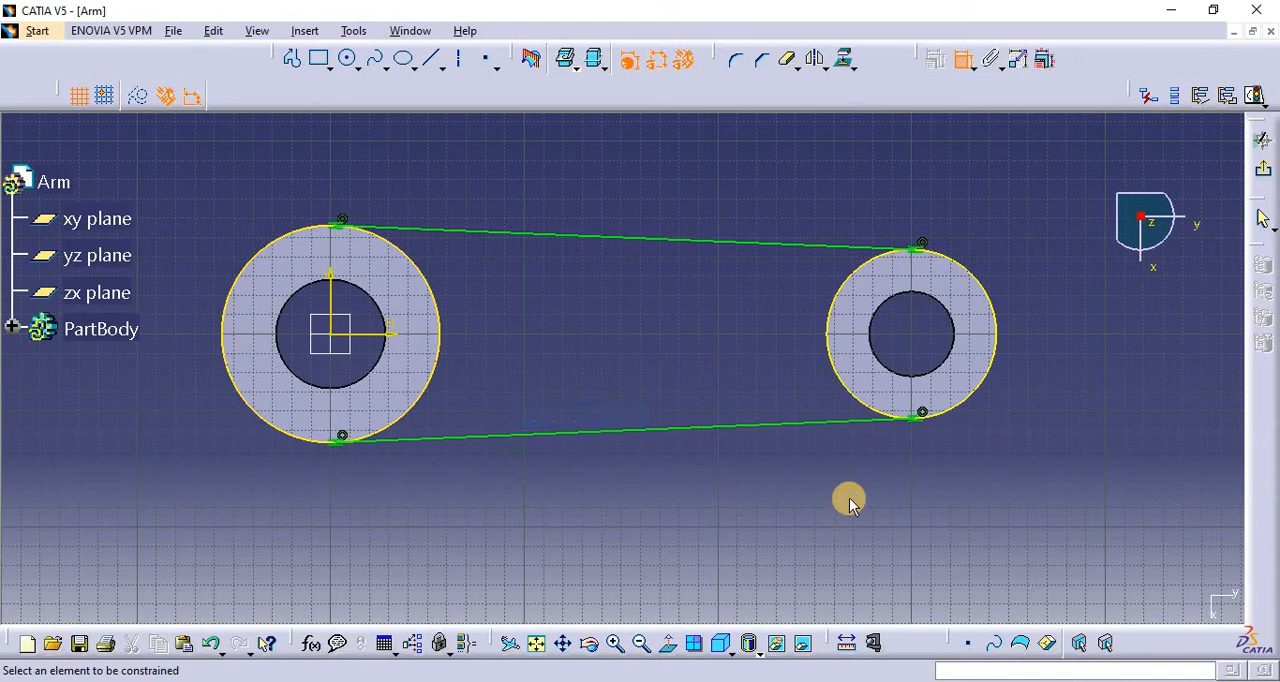 CATIA V5 - [Arm]
Start ENOVIA V5 VPM File Edit View Insert Tools Window Help
Arm
xy plane
yz plane
zx plane
PartBody
z
y
x
y
x
f(x)
CATIA
Select an element to be constrained